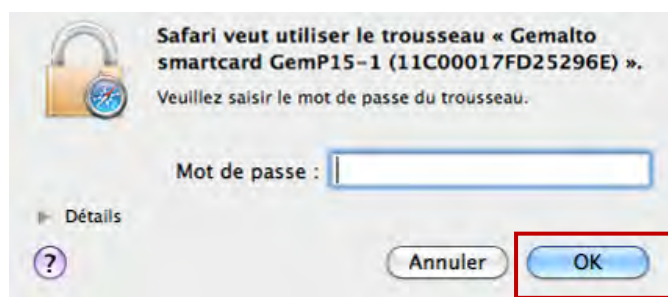 Safari veut utiliser le trousseau « Gemalto
smartcard GemP15-1 (11C00017FD25296E) ».
Veuillez saisir le mot de passe du trousseau.
Mot de passe :
Détails
?
Annuler
OK